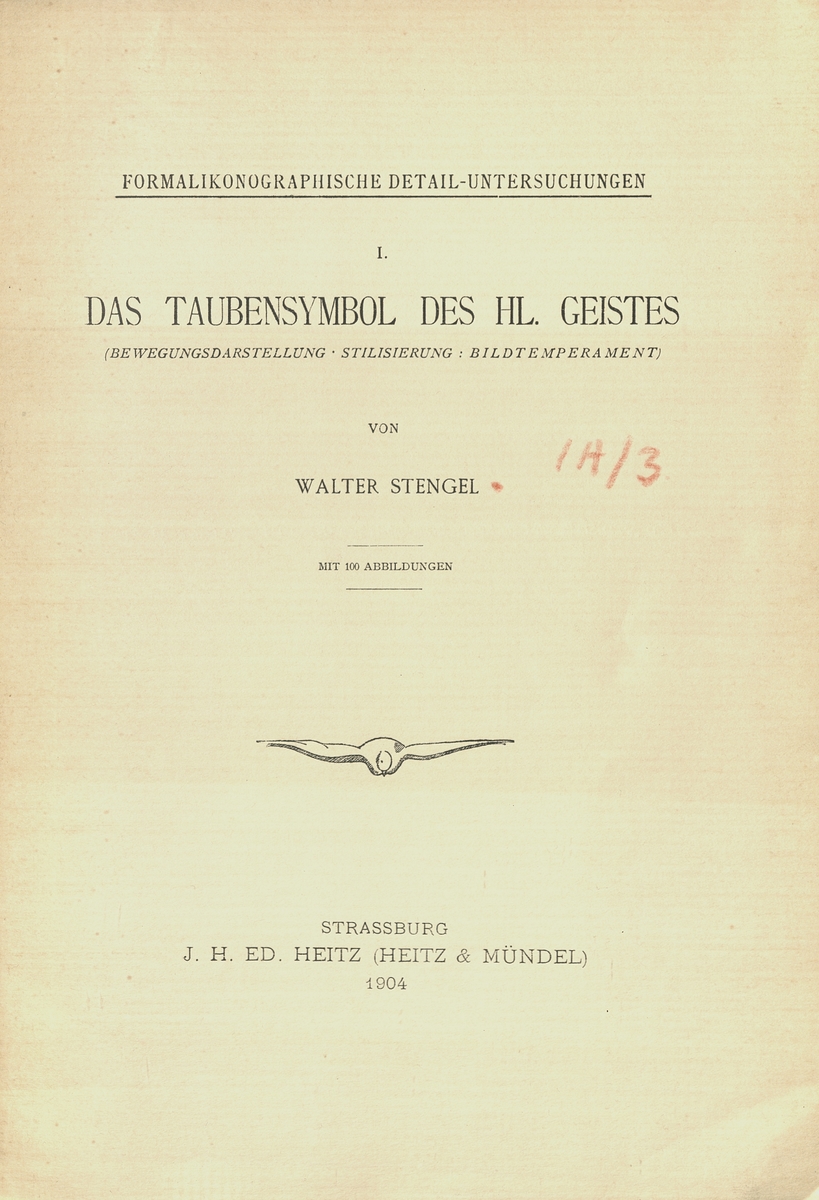 FORMALIKONOGRAPHISCHE DETAIL-UNTERSUCHUNGEN
I.
DAS TAUBENSYMBOL DES HL. GEISTES
(BEWEGUNGSDARSTELLUNG · STILISIERUNG : BILDTEMPERAMENT)
VON
1A/3
WALTER STENGEL
MIT 100 ABBILDUNGEN
STRASSBURG
J. H. ED. HEITZ (HEITZ & MÜNDEL)
1904